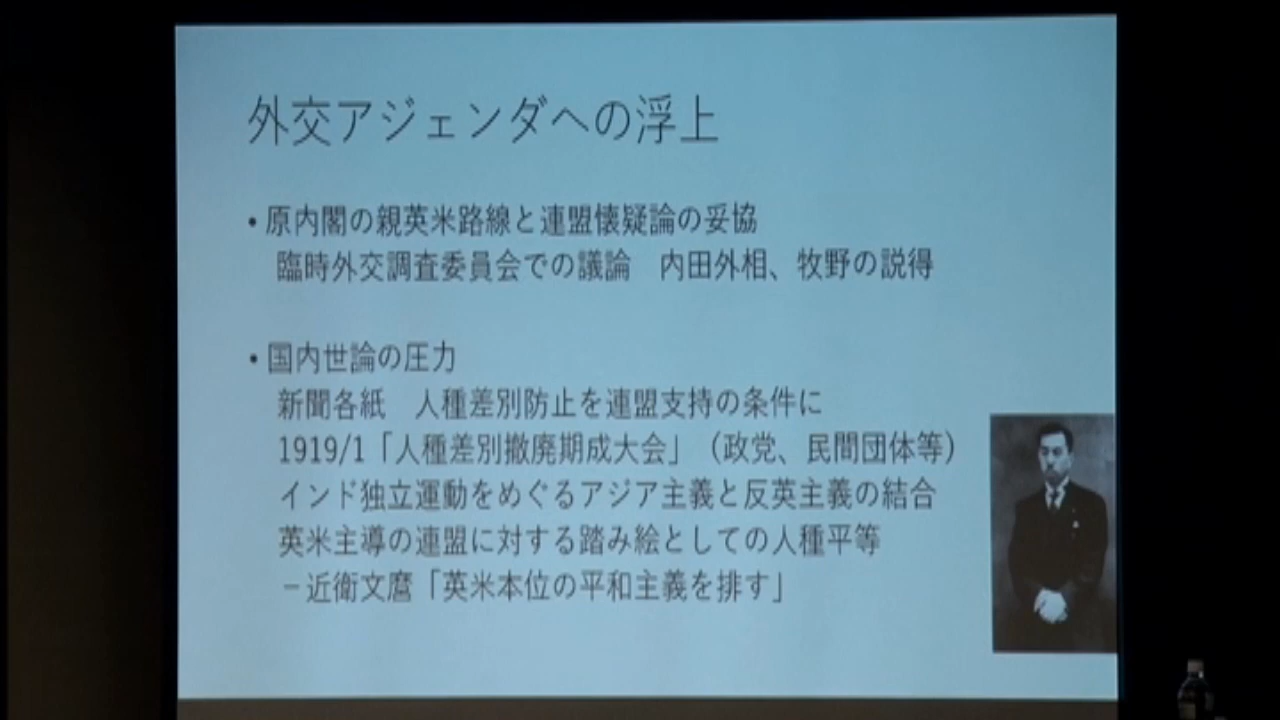 外交アジェンダへの浮上
•原内閣の親英米路線と連盟懐疑論の妥協
臨時外交調査委員会での議論　内田外相、牧野の説得
•国内世論の圧力
新聞各紙　人種差別防止を連盟支持の条件に
1919/1「人種差別撤廃期成大会」（政党、民間団体等）
インド独立運動をめぐるアジア主義と反英主義の結合
英米主導の連盟に対する踏み絵としての人種平等
－近衛文麿「英米本位の平和主義を排す」